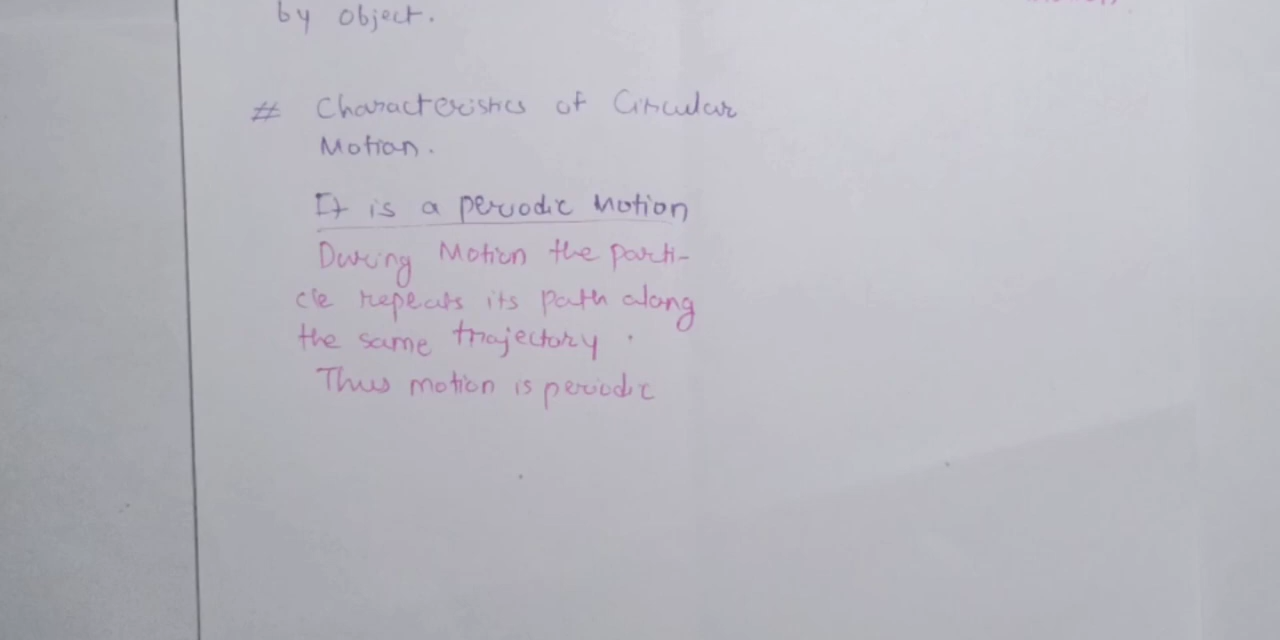 by object.
# Characteristics of Circular
Motion.
It is a periodic Motion
During Motion the parti-
cle repeats its path along
the same trajectory.
Thus motion is periodic